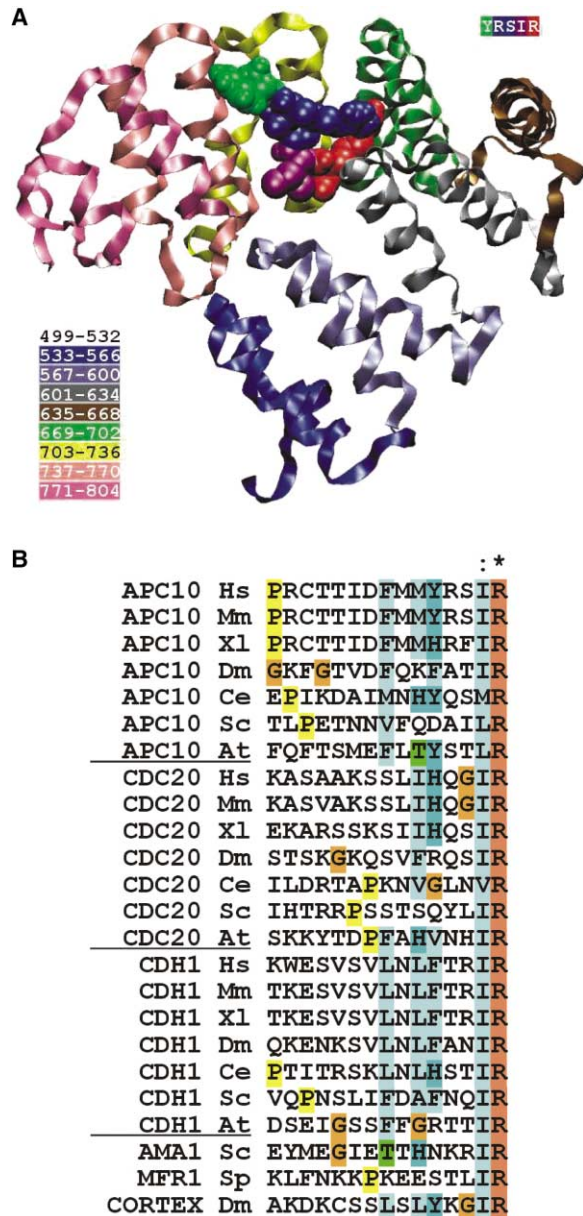 A
YRSIR
499-532
533-566
567-600
601-634
635-668
669-702
703-736
737-770
771-804
B
:*
APC10 Hs PRCTTIDFMMYRSIR
APC10 Mm PRCTTIDFMMYRSIR
APC10 Xl PRCTTIDFMMHRFIR
APC10 Dm GKFGTVDFQKFATIR
APC10 Ce EPIKDAIMNHYQSMR
APC10 Sc TLPETNNVFQDAILR
APC10 At FQFTSMEFLTYSTLR
CDC20 Hs KASAAKSSLIHQGIR
CDC20 Mm KASVAKSSLIHQGIR
CDC20 Xl EKARSSKSIIHQSIR
CDC20 Dm STSKGKQSVFRQSIR
CDC20 Ce ILDRTAPKNVGLNVR
CDC20 Sc IHTRRPSSTSQYLIR
CDC20 At SKKYTDPFAHVNHIR
CDH1 Hs KWESVSVLNLFTRIR
CDH1 Mm TKESVSVLNLFTRIR
CDH1 Xl TKESVSVLNLFTRIR
CDH1 Dm QKENKSVLNLFANIR
CDH1 Ce PTITRSKLNLHSTIR
CDH1 Sc VQPNSLIFDAFNQIR
CDH1 At DSEIGSSFFGRTTIR
AMA1 Sc EYMEGIETTHNKRIR
MFR1 Sp KLFNKKPKEESTLIR
CORTEX Dm AKDKCSSLSLYKGIR